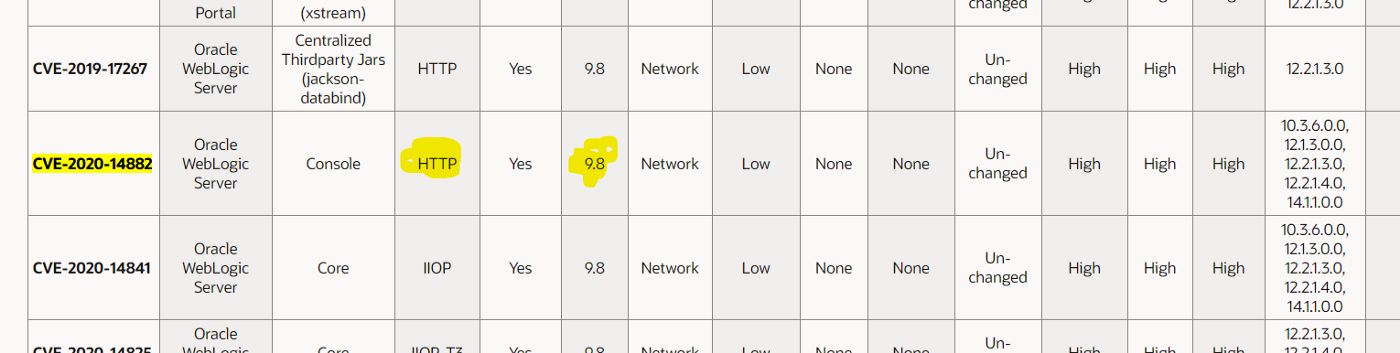 Portal
(xstream)
changed
12.2.1.3.0
CVE-2019-17267
Oracle
WebLogic
Server
Centralized
Thirdparty Jars
(jackson-
databind)
HTTP
Yes
9.8
Network
Low
None
None
Un-
changed
High
High
High
12.2.1.3.0
CVE-2020-14882
Oracle
WebLogic
Server
Console
HTTP
Yes
9.8
Network
Low
None
None
Un-
changed
High
High
High
10.3.6.0.0,
12.1.3.0.0,
12.2.1.3.0,
12.2.1.4.0,
14.1.1.0.0
CVE-2020-14841
Oracle
WebLogic
Server
Core
IIOP
Yes
9.8
Network
Low
None
None
Un-
changed
High
High
High
10.3.6.0.0,
12.1.3.0.0,
12.2.1.3.0,
12.2.1.4.0,
14.1.1.0.0
CVE-2020-14825
Oracle
WebLogic
Core
IIOP, T3
Yes
9.8
Network
Low
None
None
Un-
changed
High
High
High
12.2.1.3.0,
12.2.1.4.0